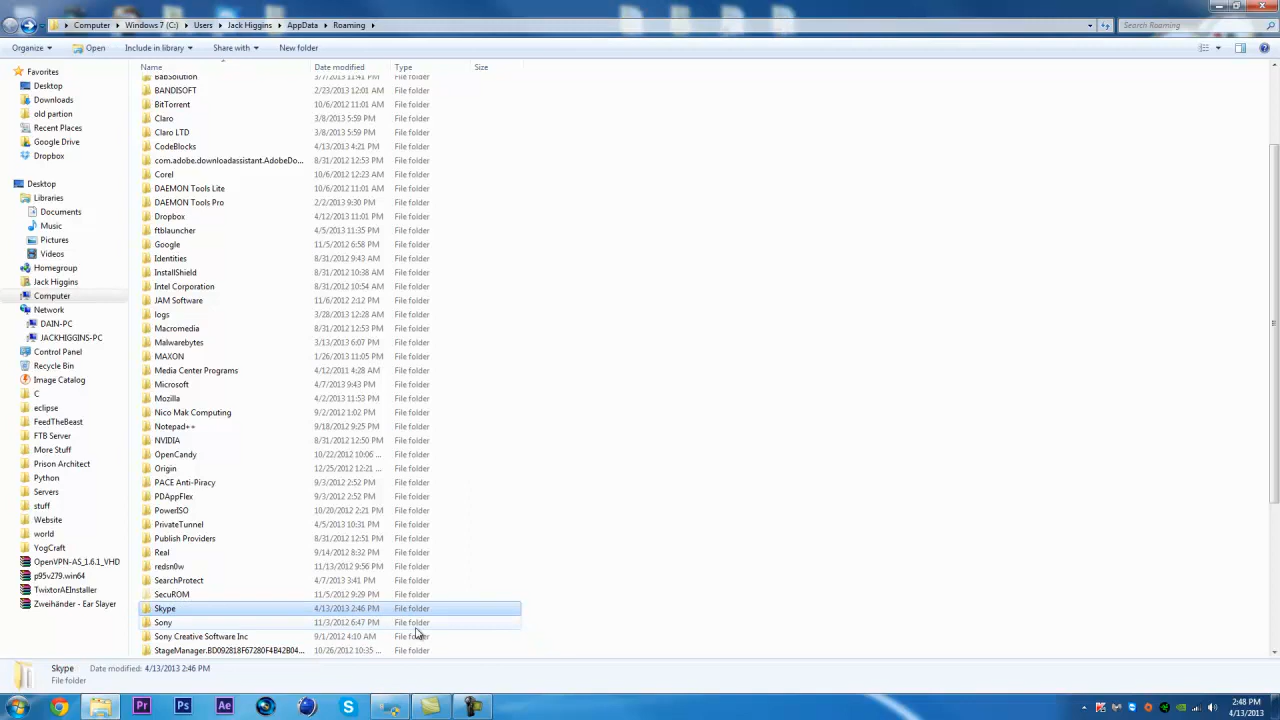 Computer ▸ Windows 7 (C:) ▸ Users ▸ Jack Higgins ▸ AppData ▸ Roaming ▸
Search Roaming
Organize Open Include in library Share with New folder
Name Date modified Type Size
Favorites
Desktop
Downloads
old partion
Recent Places
Google Drive
Dropbox
Desktop
Libraries
Documents
Music
Pictures
Videos
Homegroup
Jack Higgins
Computer
Network
DAIN-PC
JACKHIGGINS-PC
Control Panel
Recycle Bin
Image Catalog
C
eclipse
FeedTheBeast
FTB Server
More Stuff
Prison Architect
Python
Servers
stuff
Website
world
YogCraft
OpenVPN-AS_1.6.1_VHD
p95v279.win64
TwixtorAEInstaller
Zweihänder - Ear Slayer
BabSolution 3/7/2013 11:41 PM File folder
BANDISOFT 2/23/2013 12:01 AM File folder
BitTorrent 10/6/2012 11:01 AM File folder
Claro 3/8/2013 5:59 PM File folder
Claro LTD 3/8/2013 5:59 PM File folder
CodeBlocks 4/13/2013 4:21 PM File folder
com.adobe.downloadassistant.AdobeDo... 8/31/2012 12:53 PM File folder
Corel 10/6/2012 12:23 AM File folder
DAEMON Tools Lite 10/6/2012 11:01 AM File folder
DAEMON Tools Pro 2/2/2013 9:30 PM File folder
Dropbox 4/12/2013 11:01 PM File folder
ftblauncher 4/5/2013 11:35 PM File folder
Google 11/5/2012 6:58 PM File folder
Identities 8/31/2012 9:43 AM File folder
InstallShield 8/31/2012 10:38 AM File folder
Intel Corporation 8/31/2012 10:54 AM File folder
JAM Software 11/6/2012 2:12 PM File folder
logs 3/28/2013 12:28 AM File folder
Macromedia 8/31/2012 12:53 PM File folder
Malwarebytes 3/13/2013 6:07 PM File folder
MAXON 1/26/2013 11:05 PM File folder
Media Center Programs 4/12/2011 4:28 AM File folder
Microsoft 4/7/2013 9:43 PM File folder
Mozilla 4/2/2013 11:53 PM File folder
Nico Mak Computing 9/2/2012 1:02 PM File folder
Notepad++ 9/18/2012 9:25 PM File folder
NVIDIA 8/31/2012 12:50 PM File folder
OpenCandy 10/22/2012 10:06 ... File folder
Origin 12/25/2012 12:21 ... File folder
PACE Anti-Piracy 9/3/2012 2:52 PM File folder
PDAppFlex 9/3/2012 2:52 PM File folder
PowerISO 10/20/2012 2:21 PM File folder
PrivateTunnel 4/5/2013 10:31 PM File folder
Publish Providers 8/31/2012 12:51 PM File folder
Real 9/14/2012 8:32 PM File folder
redsn0w 11/13/2012 9:56 PM File folder
SearchProtect 4/7/2013 3:41 PM File folder
SecuROM 11/5/2012 9:29 PM File folder
Skype 4/13/2013 2:46 PM File folder
Sony 11/3/2012 6:47 PM File folder
Sony Creative Software Inc 9/1/2012 4:10 AM File folder
StageManager.BD092818F67280F4B42B04... 10/26/2012 10:35 ... File folder
Skype Date modified: 4/13/2013 2:46 PM
File folder
Pr Ps Ae S
2:48 PM
4/13/2013